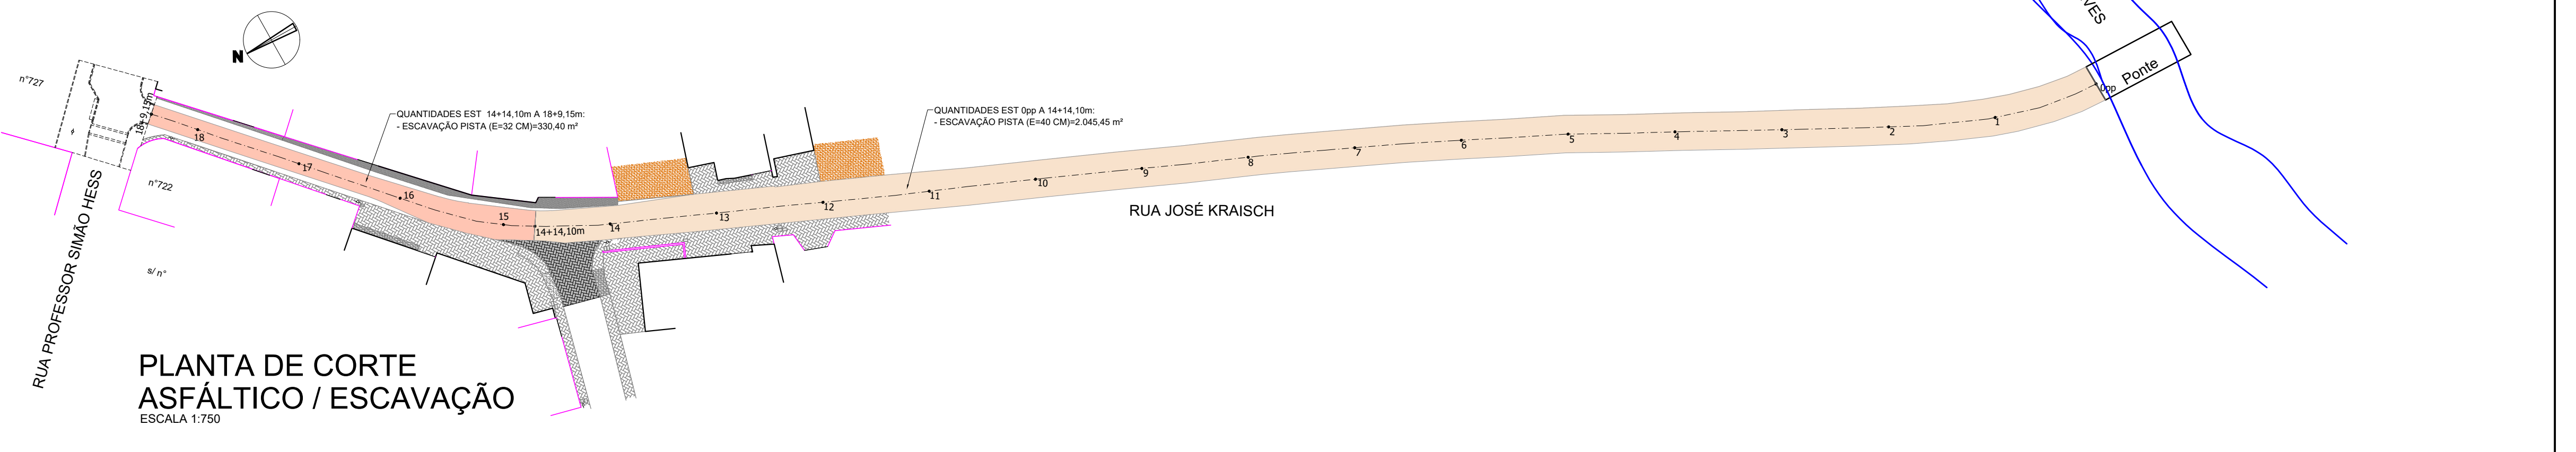 N
n°727
18+9,15m
18
17
16
15
14+14,10m
14
13
12
11
10
9
8
7
6
5
4
3
2
1
0pp
QUANTIDADES EST 14+14,10m A 18+9,15m:
- ESCAVAÇÃO PISTA (E=32 CM)=330,40 m²
QUANTIDADES EST 0pp A 14+14,10m:
- ESCAVAÇÃO PISTA (E=40 CM)=2.045,45 m²
VES
Ponte
RUA JOSÉ KRAISCH
n°722
s/ n°
RUA PROFESSOR SIMÃO HESS
PLANTA DE CORTE
ASFÁLTICO / ESCAVAÇÃO
ESCALA 1:750